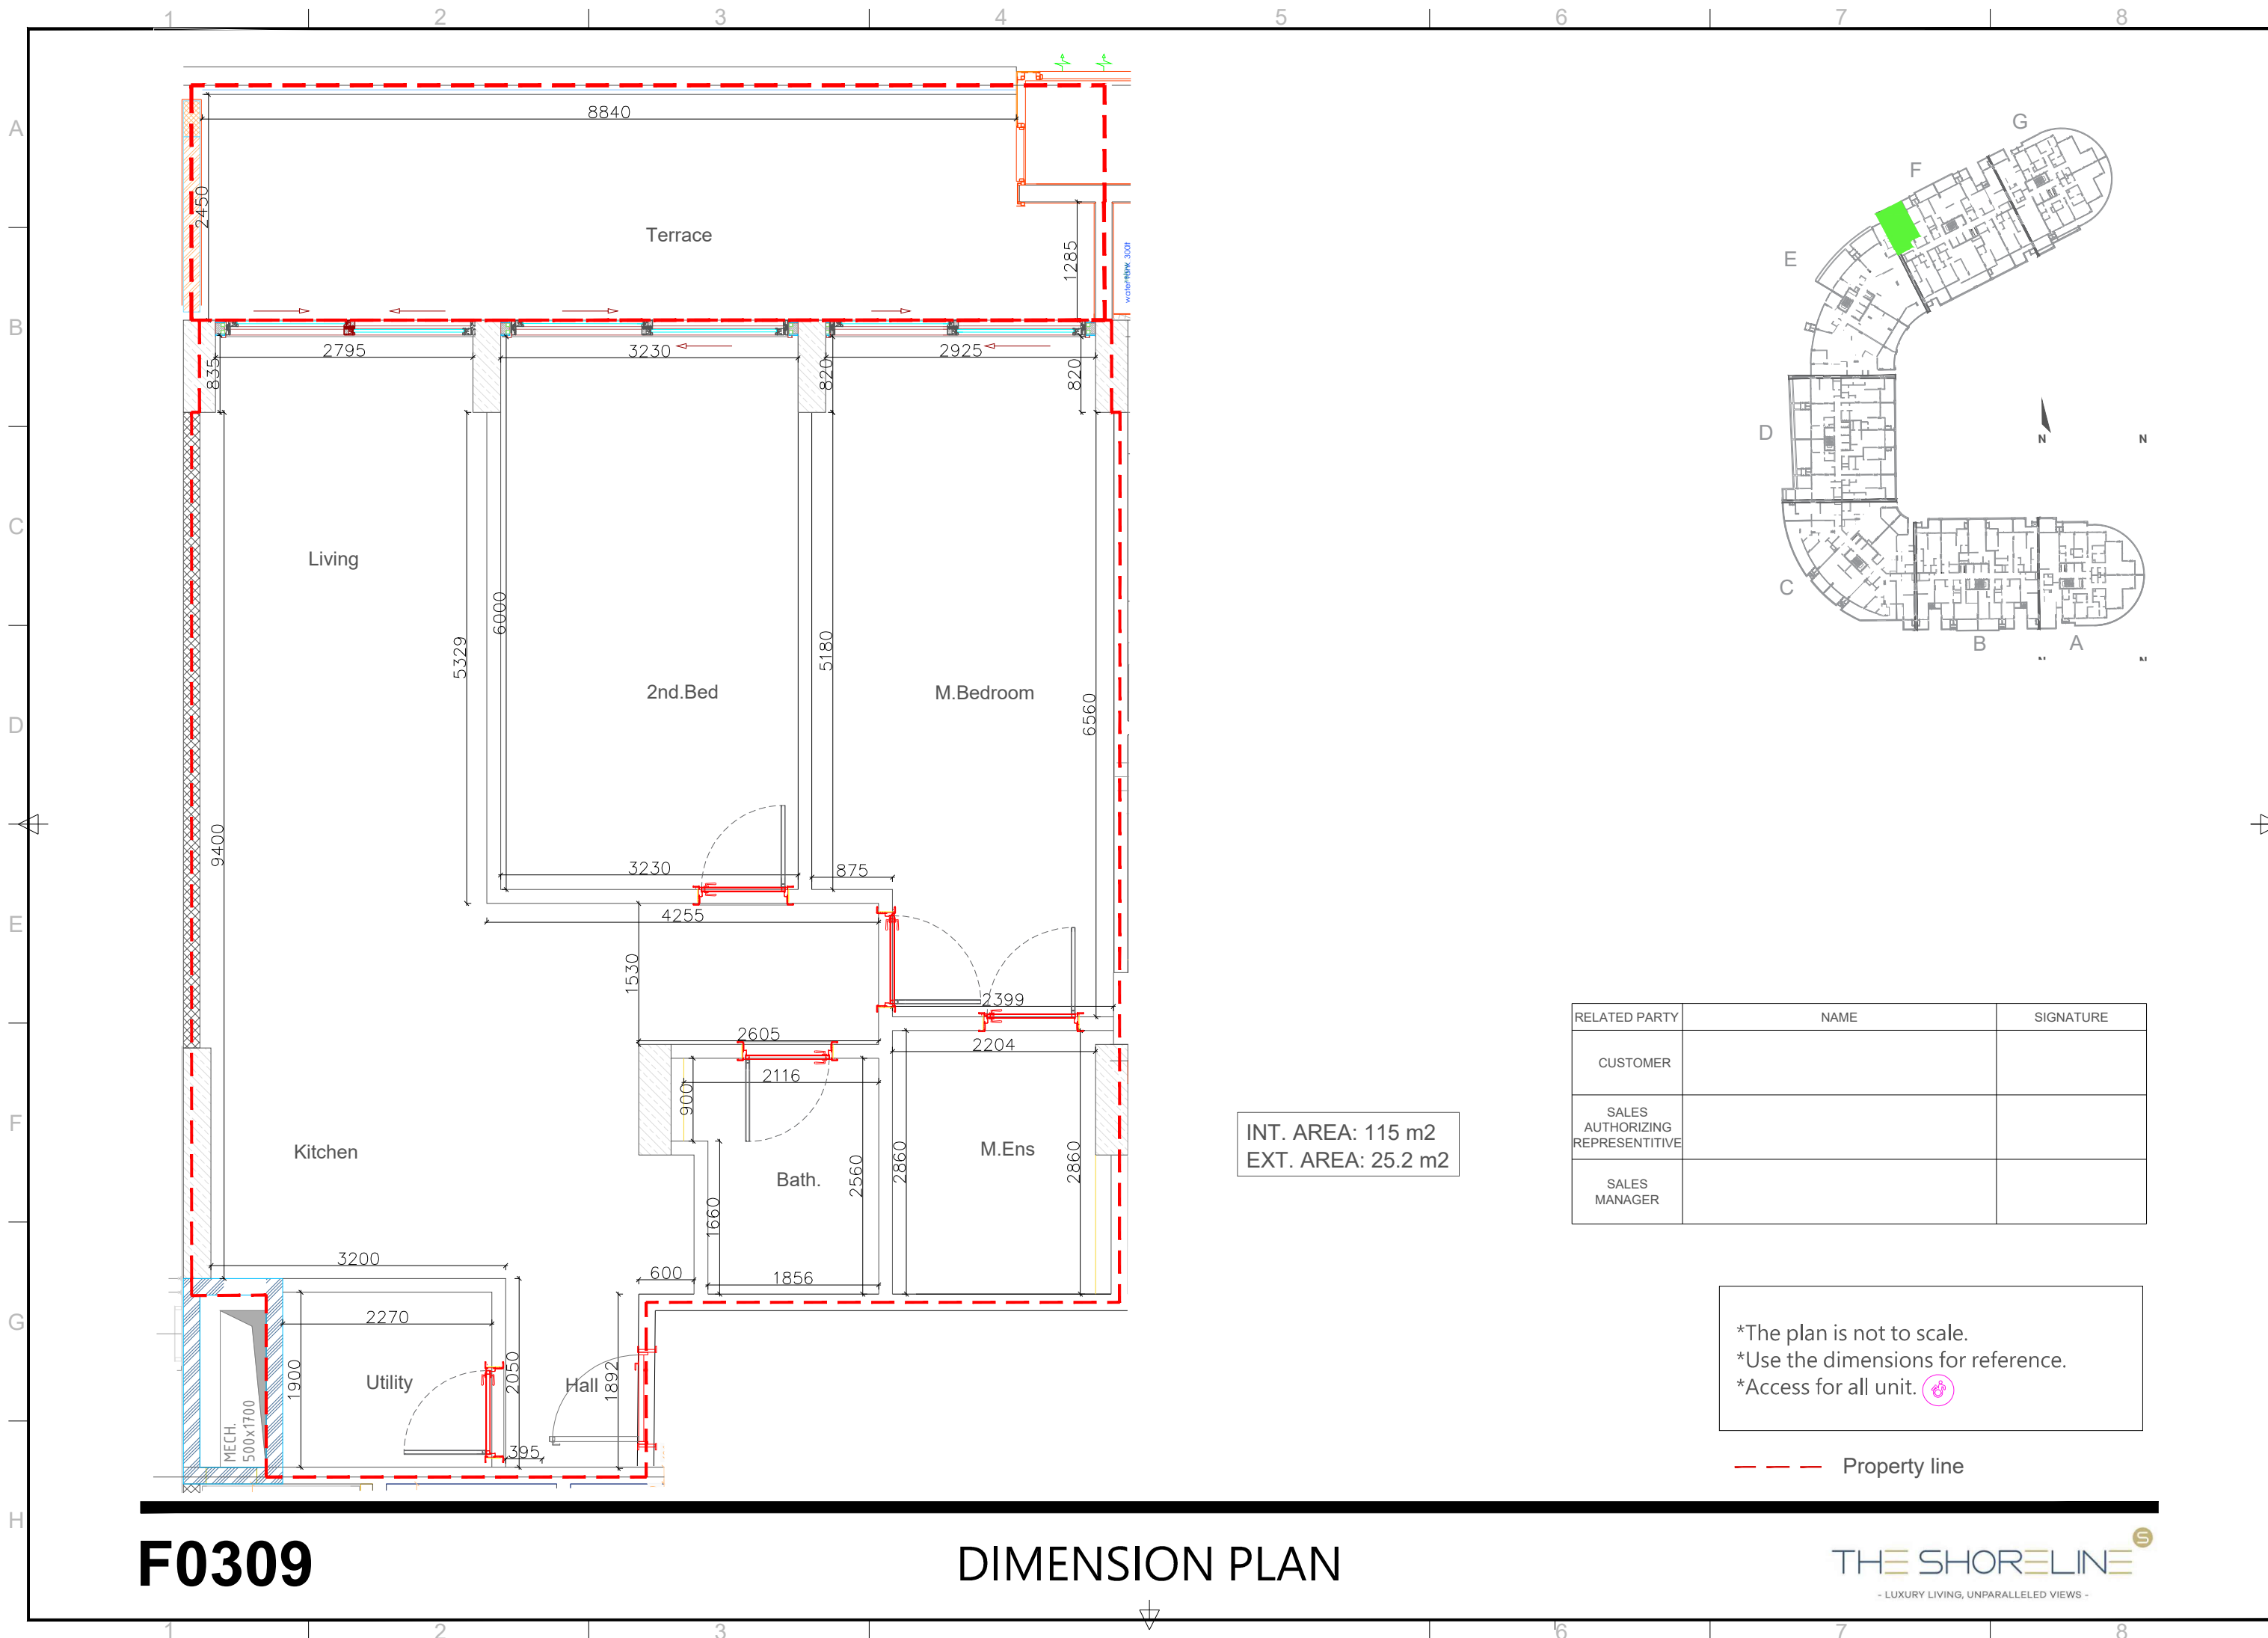 1 2 3 4 5 6 7 8
A
B
C
D
E
F
G
H
8840
2450
Terrace
1285
2795
3230
2925
835
820
820
Living
5329
6000
2nd.Bed
5180
M.Bedroom
6560
9400
3230
875
4255
1530
2399
2605
2204
2116
900
Kitchen
Bath.
2560
2860
M.Ens
2860
1660
3200
600
1856
2270
1900
Utility
2050
Hall
1892
395
MECH.
500x1700
G
F
E
D
C
B
A
N
N
INT. AREA: 115 m2
EXT. AREA: 25.2 m2
RELATED PARTY NAME SIGNATURE
CUSTOMER
SALES
AUTHORIZING
REPRESENTITIVE
SALES
MANAGER
*The plan is not to scale.
*Use the dimensions for reference.
*Access for all unit.
Property line
F0309
DIMENSION PLAN
THE SHORELINE S
- LUXURY LIVING, UNPARALLELED VIEWS -
1 2 3 6 7 8